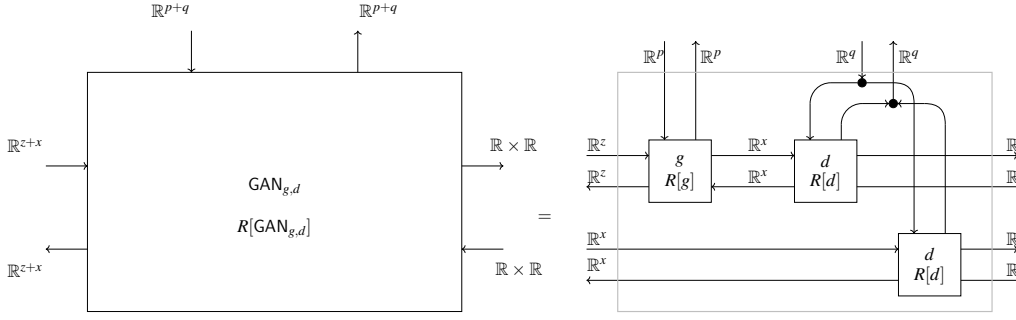 ℝ^{p+q} ℝ^{p+q}
ℝ^{z+x} ℝ × ℝ
GAN_{g,d}
R[GAN_{g,d}]
ℝ^{z+x} ℝ × ℝ
=
ℝ^p ℝ^p ℝ^q ℝ^q
ℝ^z g ℝ^x d ℝ
ℝ^z R[g] ℝ^x R[d] ℝ
ℝ^x d ℝ
ℝ^x R[d] ℝ